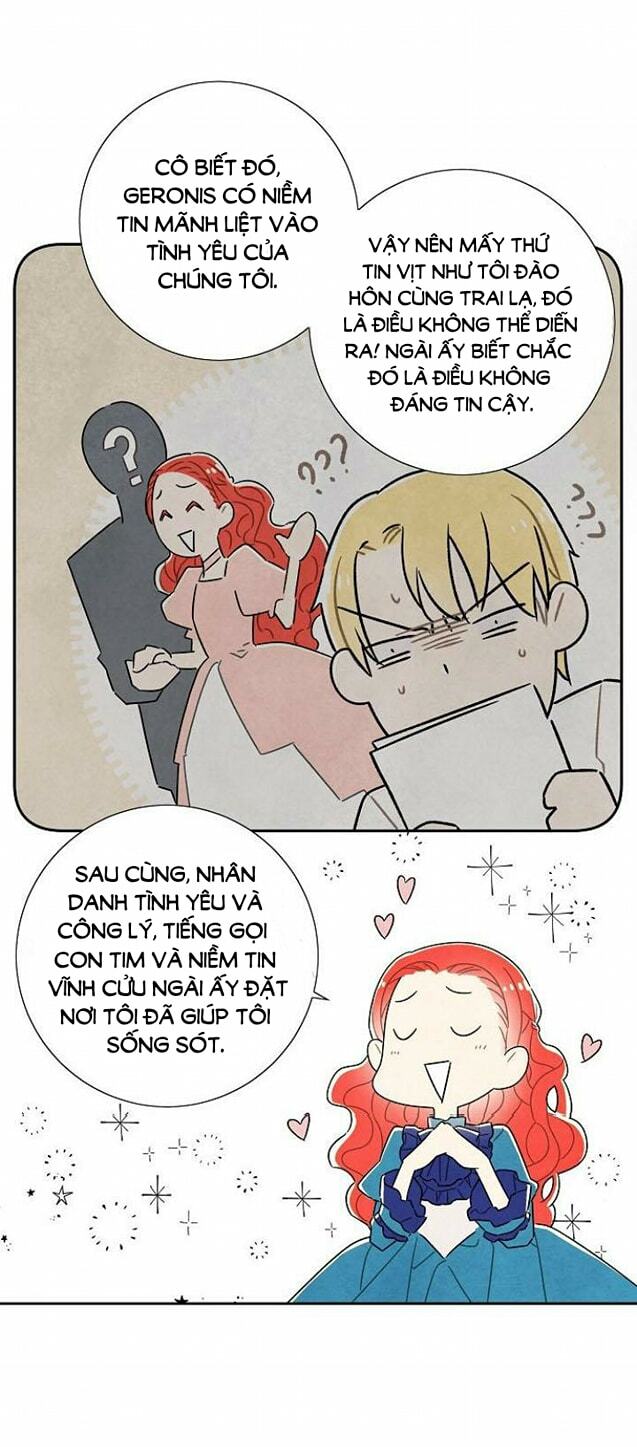 CÔ BIẾT ĐÓ,
GERONIS CÓ NIỀM
TIN MÃNH LIỆT VÀO
TÌNH YÊU CỦA
CHÚNG TÔI.
VẬY NÊN MẤY THỨ
TIN VỊT NHƯ TÔI ĐÀO
HÔN CÙNG TRAI LẠ, ĐÓ
LÀ ĐIỀU KHÔNG THỂ DIỄN
RA! NGÀI ẤY BIẾT CHẮC
ĐÓ LÀ ĐIỀU KHÔNG
ĐÁNG TIN CẬY.
?
???
???
SAU CÙNG, NHÂN
DANH TÌNH YÊU VÀ
CÔNG LÝ, TIẾNG GỌI
CON TIM VÀ NIỀM TIN
VĨNH CỬU NGÀI ẤY ĐẶT
NƠI TÔI ĐÃ GIÚP TÔI
SỐNG SÓT.